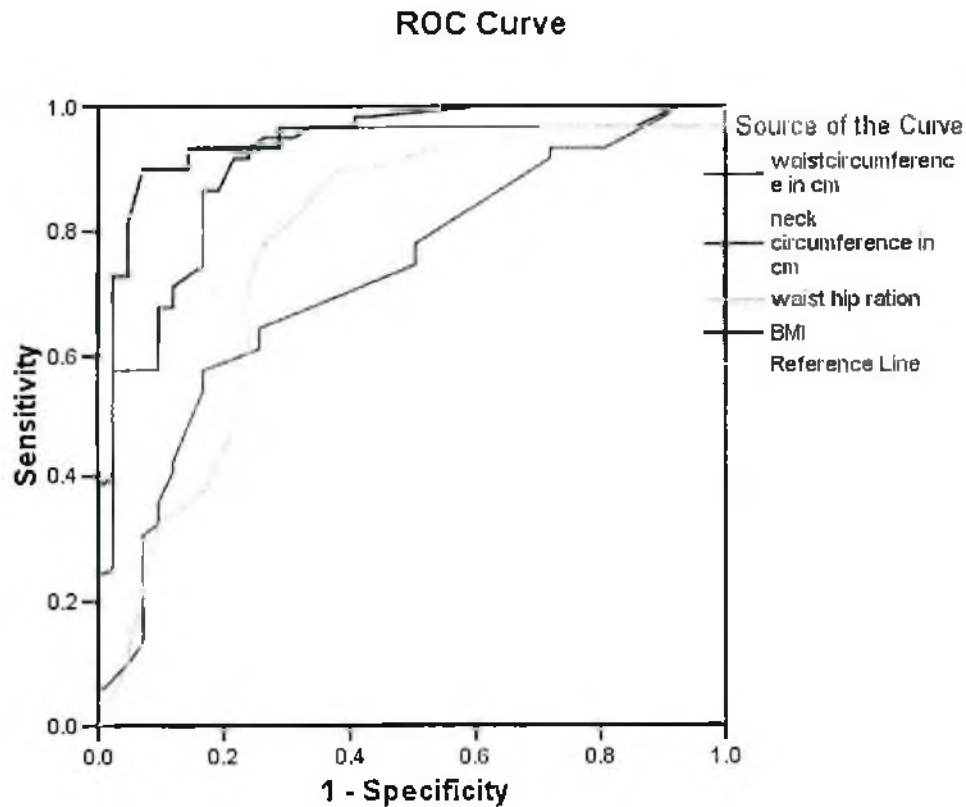 ROC Curve
1.0
0.8
0.6
0.4
0.2
0.0
Sensitivity
0.0
0.2
0.4
0.6
0.8
1.0
1 - Specificity
Source of the Curve
waistcircumferenc
e in cm
neck
circumference in
cm
waist hip ration
BMI
Reference Line